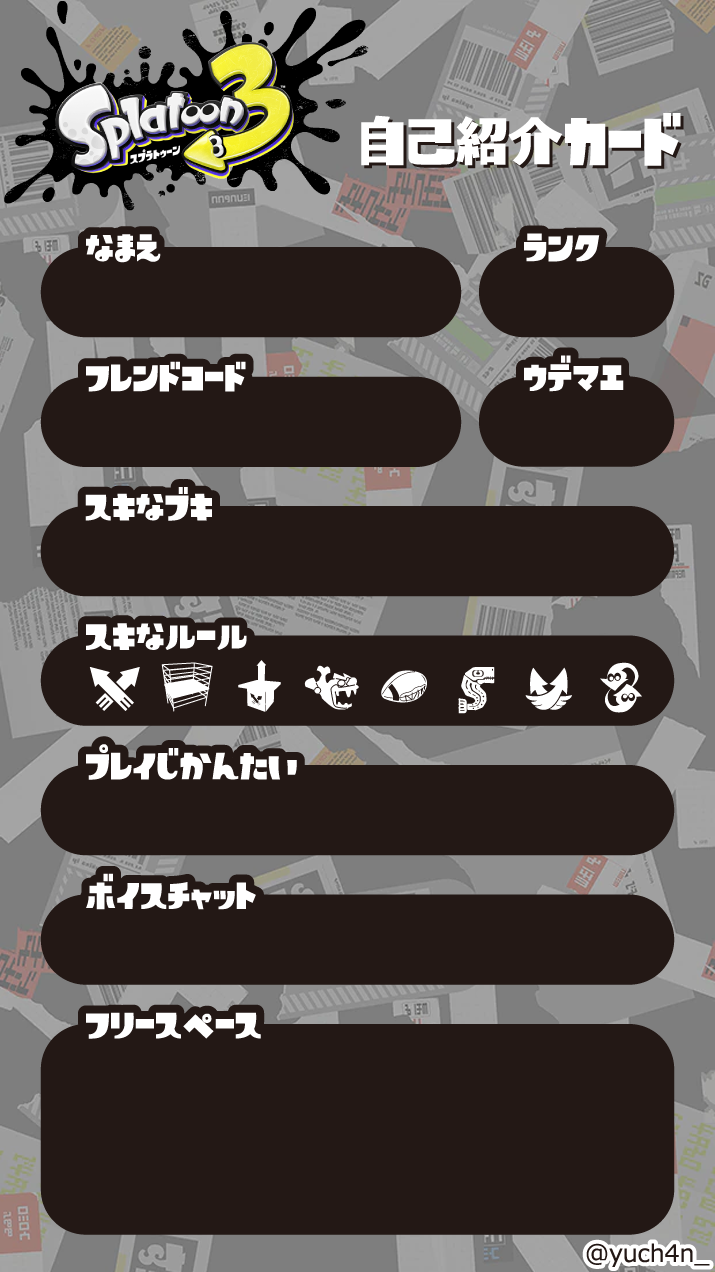 Splatoon 3
スプラトゥーン
自己紹介カード
なまえ
ランク
フレンドコード
ウデマエ
スキなブキ
スキなルール
プレイじかんたい
ボイスチャット
フリースペース
@yuch4n_